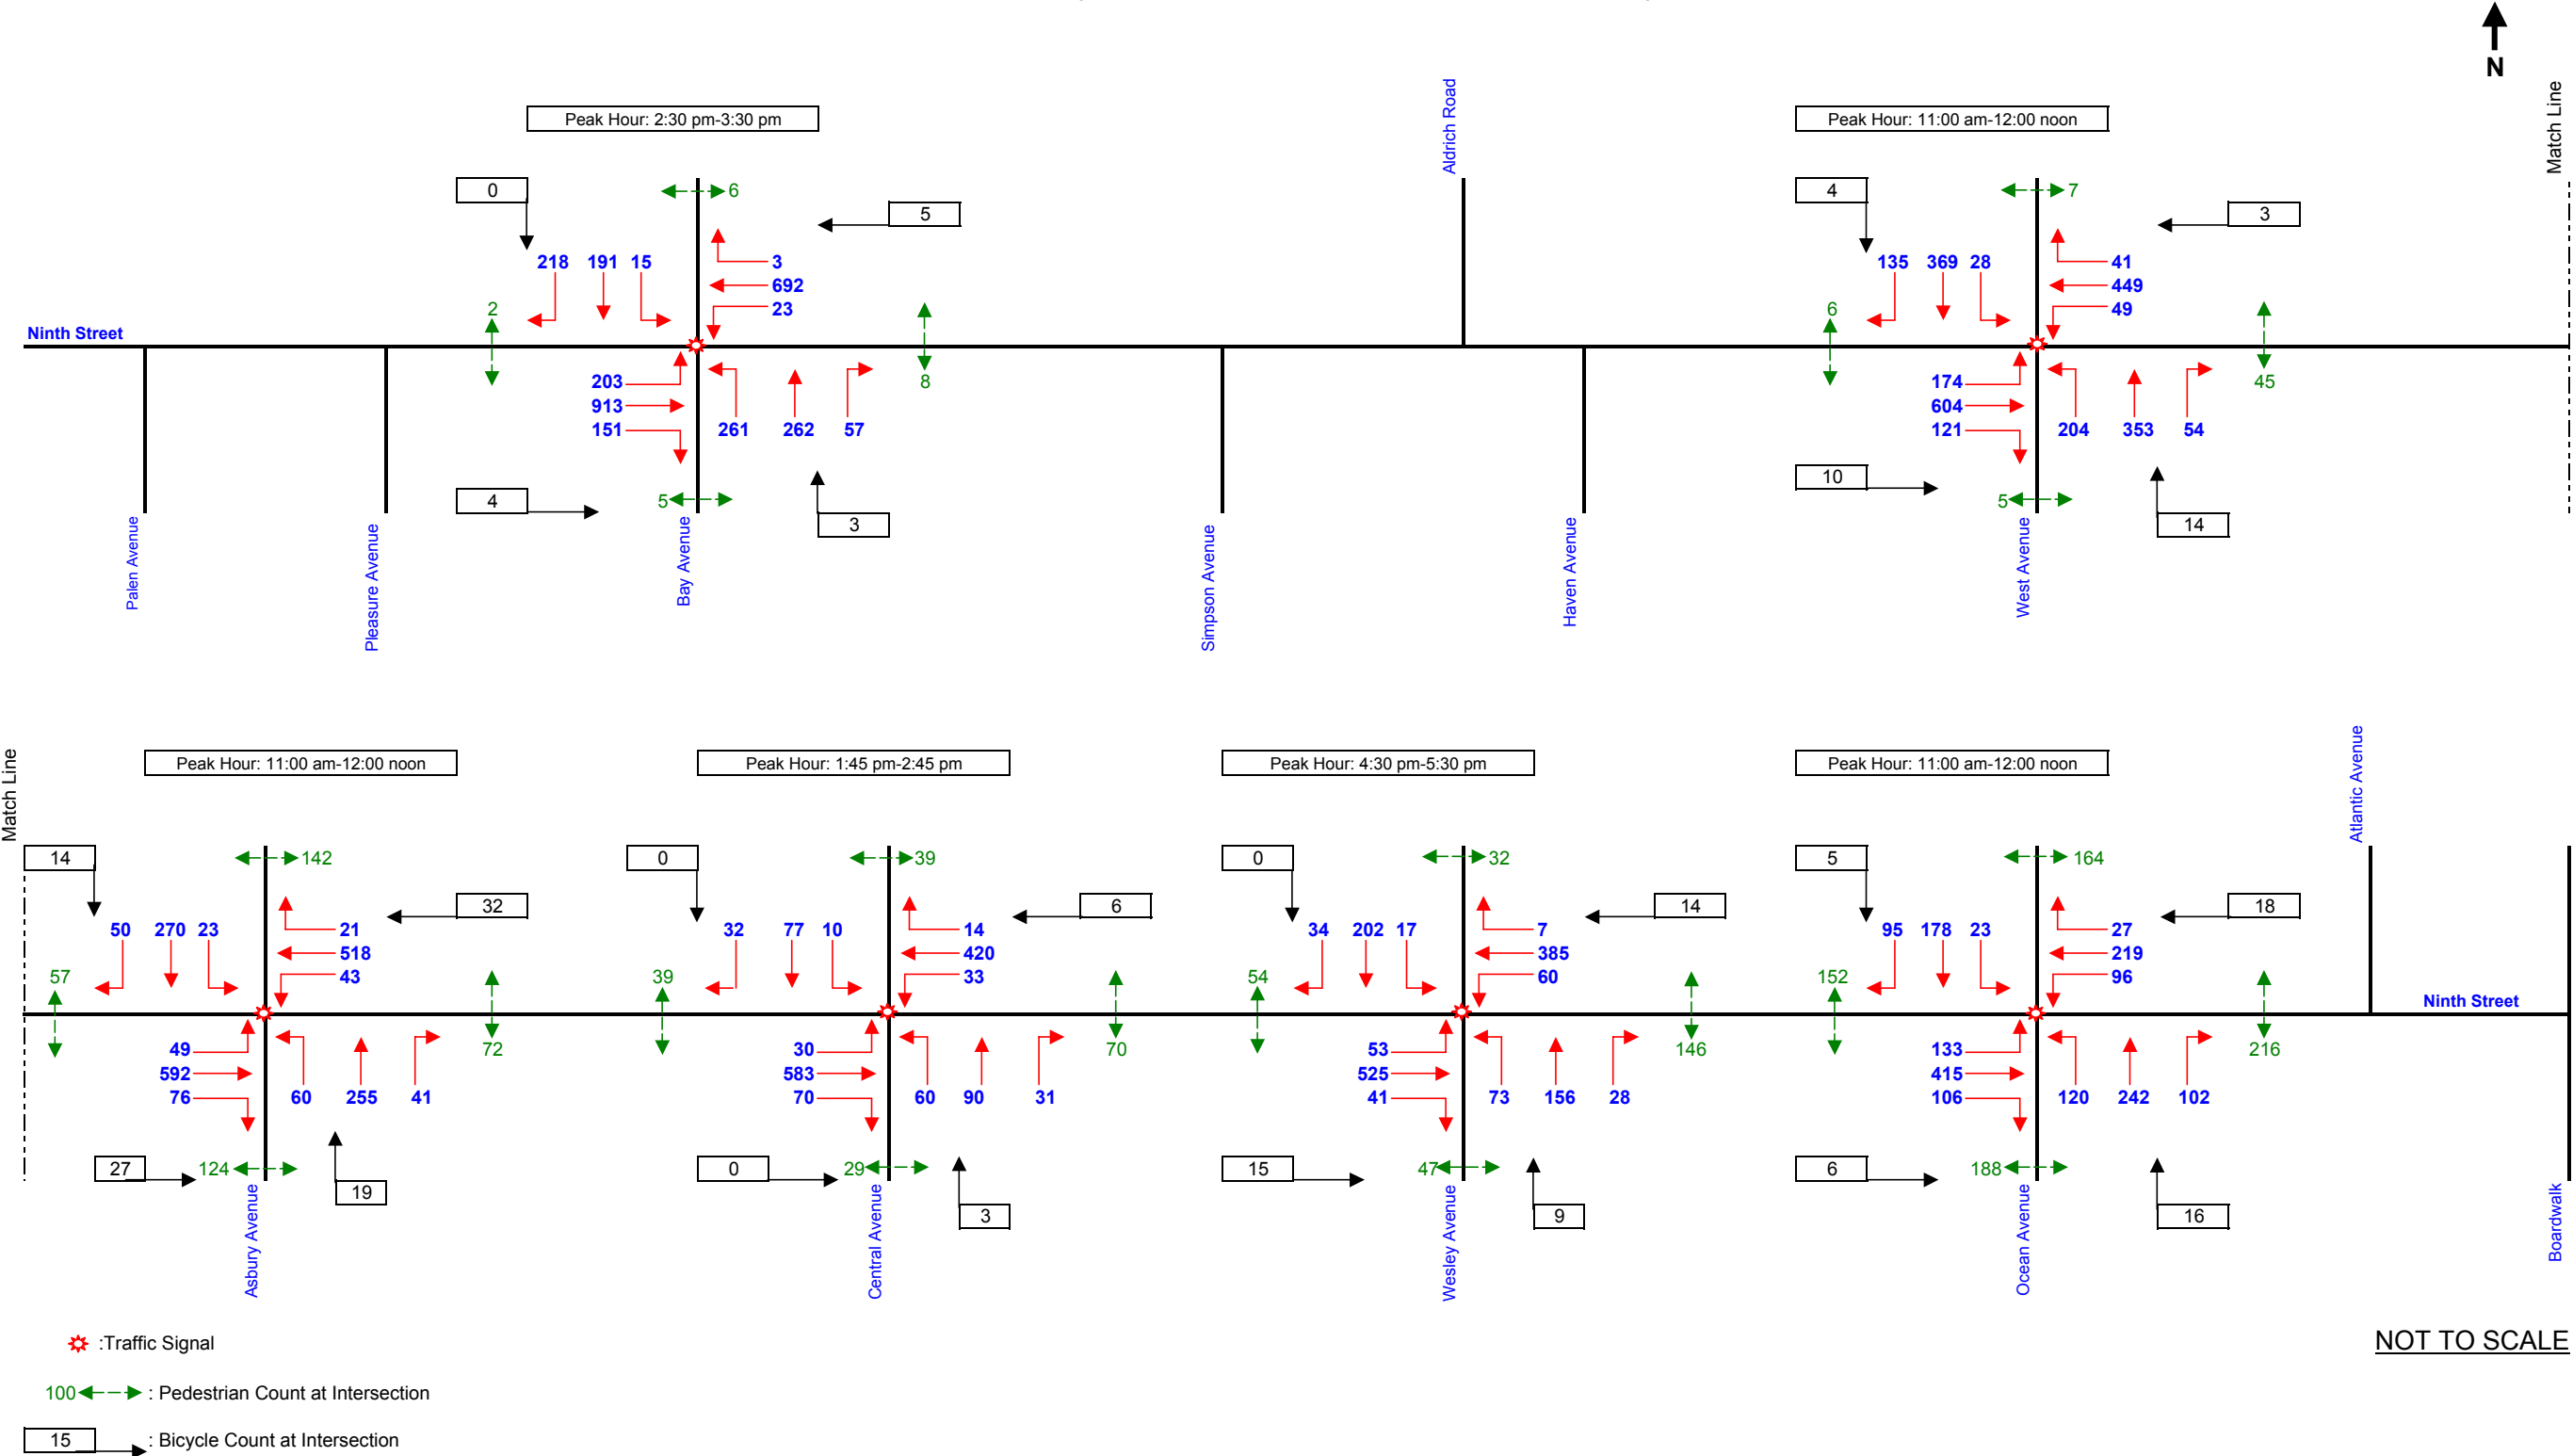 N
Match Line
Aldrich Road
Peak Hour: 2:30 pm-3:30 pm
Peak Hour: 11:00 am-12:00 noon
0
6
5
4
7
3
218 191 15
3
692
23
135 369 28
41
449
49
2
6
Ninth Street
203
913
151
261 262 57
8
174
604
121
204 353 54
45
4
5
3
10
5
14
Palen Avenue
Pleasure Avenue
Bay Avenue
Simpson Avenue
Haven Avenue
West Avenue
Match Line
Atlantic Avenue
Peak Hour: 11:00 am-12:00 noon
Peak Hour: 1:45 pm-2:45 pm
Peak Hour: 4:30 pm-5:30 pm
Peak Hour: 11:00 am-12:00 noon
14
142
32
0
39
6
0
32
14
5
164
18
50 270 23
21
518
43
32 77 10
14
420
33
34 202 17
7
385
60
95 178 23
27
219
96
57
39
54
152
Ninth Street
49
592
76
60 255 41
72
30
583
70
60 90 31
70
53
525
41
73 156 28
146
133
415
106
120 242 102
216
27
124
19
0
29
3
15
47
9
6
188
16
Asbury Avenue
Central Avenue
Wesley Avenue
Ocean Avenue
Boardwalk
:Traffic Signal
NOT TO SCALE
100 : Pedestrian Count at Intersection
15 : Bicycle Count at Intersection